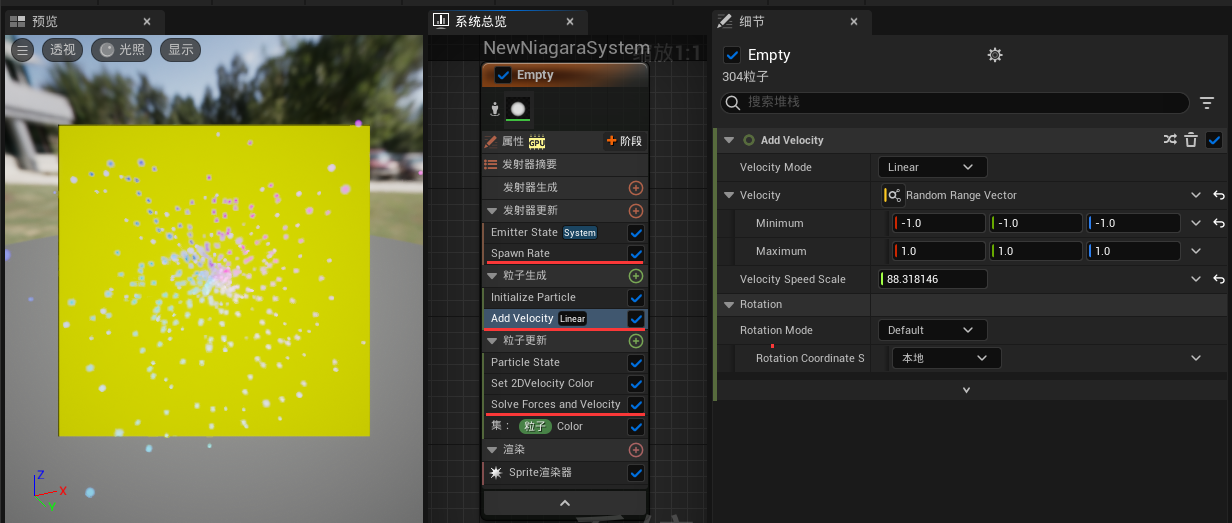 预览
透视
光照
显示
Z
X
Y
系统总览
NewNiagaraSystem
缩放1:1
Empty
属性
GPU
阶段
发射器摘要
发射器生成
发射器更新
Emitter State
System
Spawn Rate
粒子生成
Initialize Particle
Add Velocity
Linear
粒子更新
Particle State
Set 2DVelocity Color
Solve Forces and Velocity
集： 粒子 Color
渲染
Sprite渲染器
细节
Empty
304粒子
搜索堆栈
Add Velocity
Velocity Mode
Linear
Velocity
Random Range Vector
Minimum
-1.0
-1.0
-1.0
Maximum
1.0
1.0
1.0
Velocity Speed Scale
88.318146
Rotation
Rotation Mode
Default
Rotation Coordinate S
本地